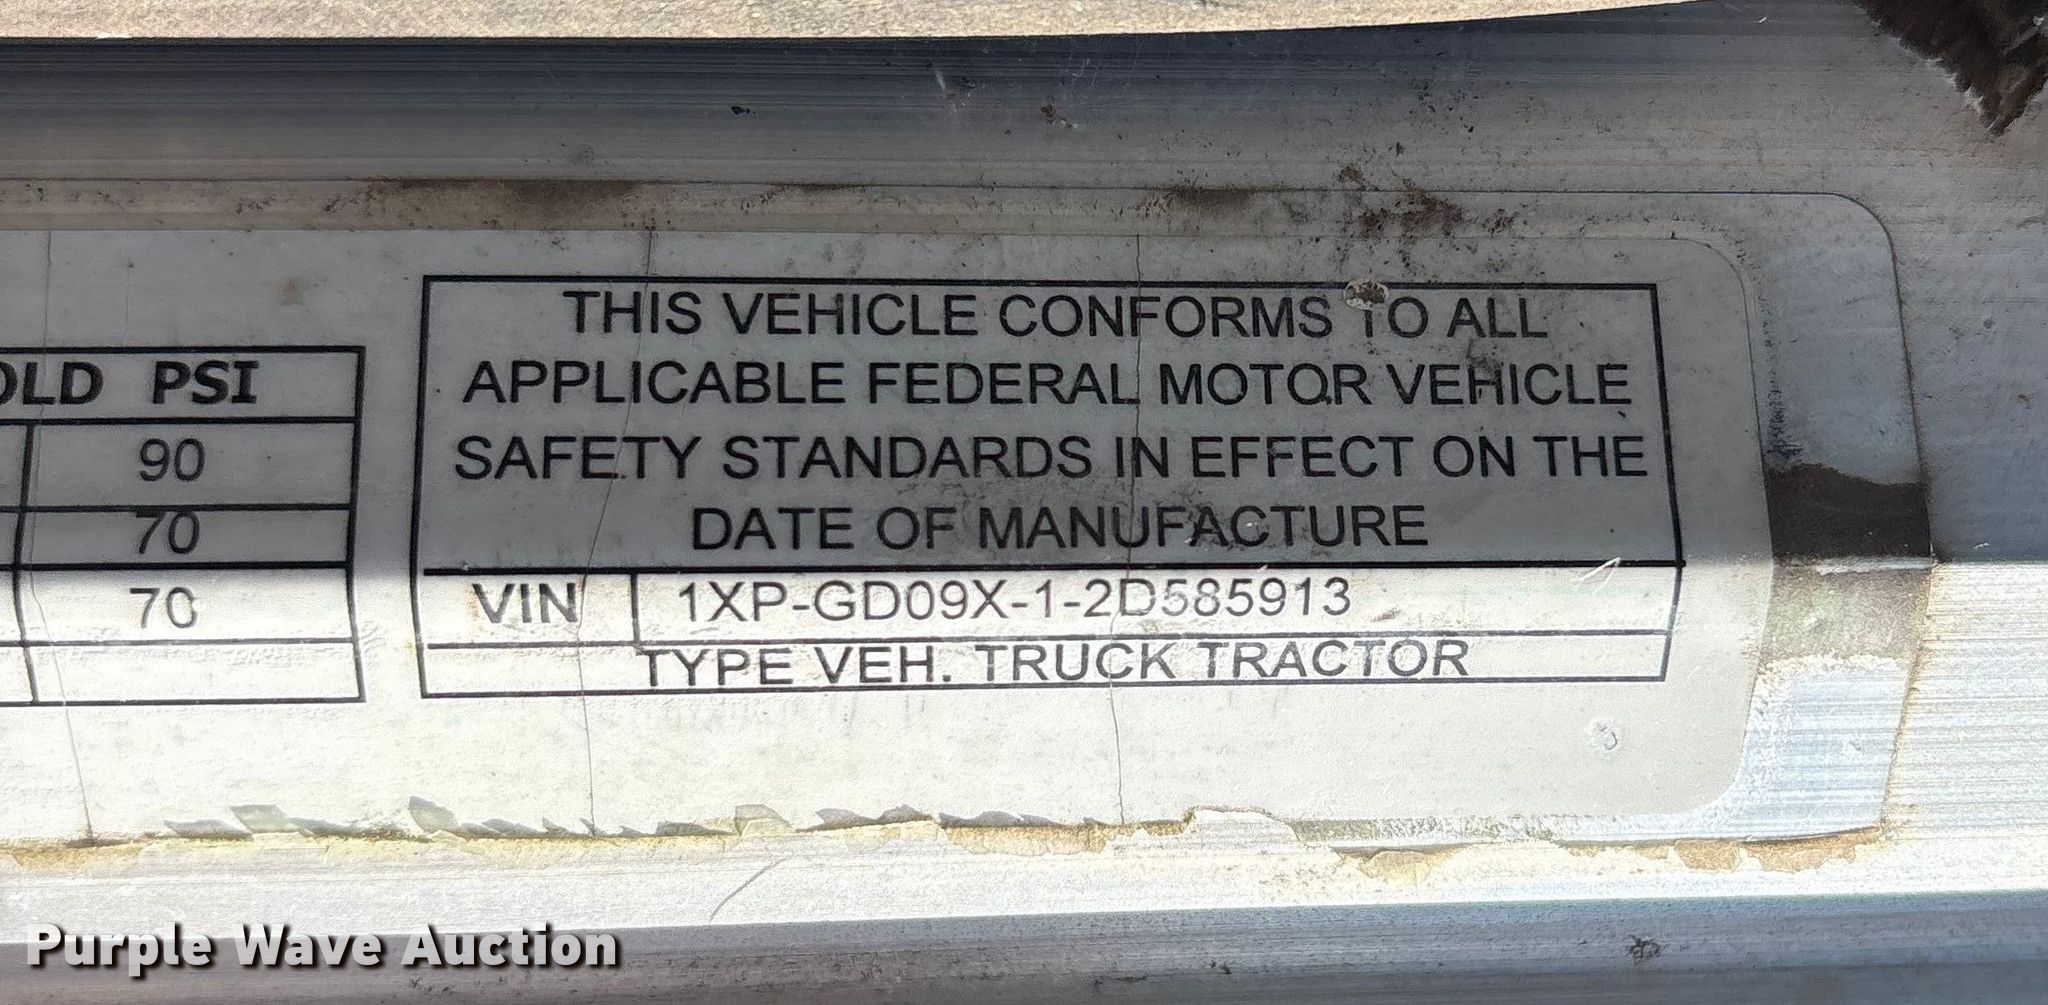 THIS VEHICLE CONFORMS TO ALL
APPLICABLE FEDERAL MOTOR VEHICLE
SAFETY STANDARDS IN EFFECT ON THE
DATE OF MANUFACTURE
VIN 1XP-GD09X-1-2D585913
TYPE VEH. TRUCK TRACTOR
OLD PSI
90
70
70
Purple Wave Auction